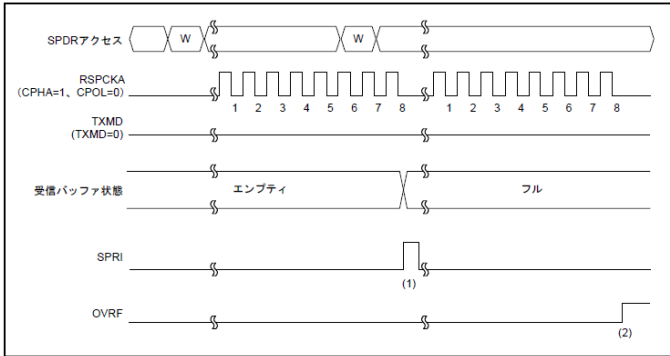 SPDRアクセス
W
W
RSPCKA
(CPHA=1、CPOL=0)
1 2 3 4 5 6 7 8 1 2 3 4 5 6 7 8
TXMD
(TXMD=0)
受信バッファ状態
エンプティ
フル
SPRI
(1)
OVRF
(2)